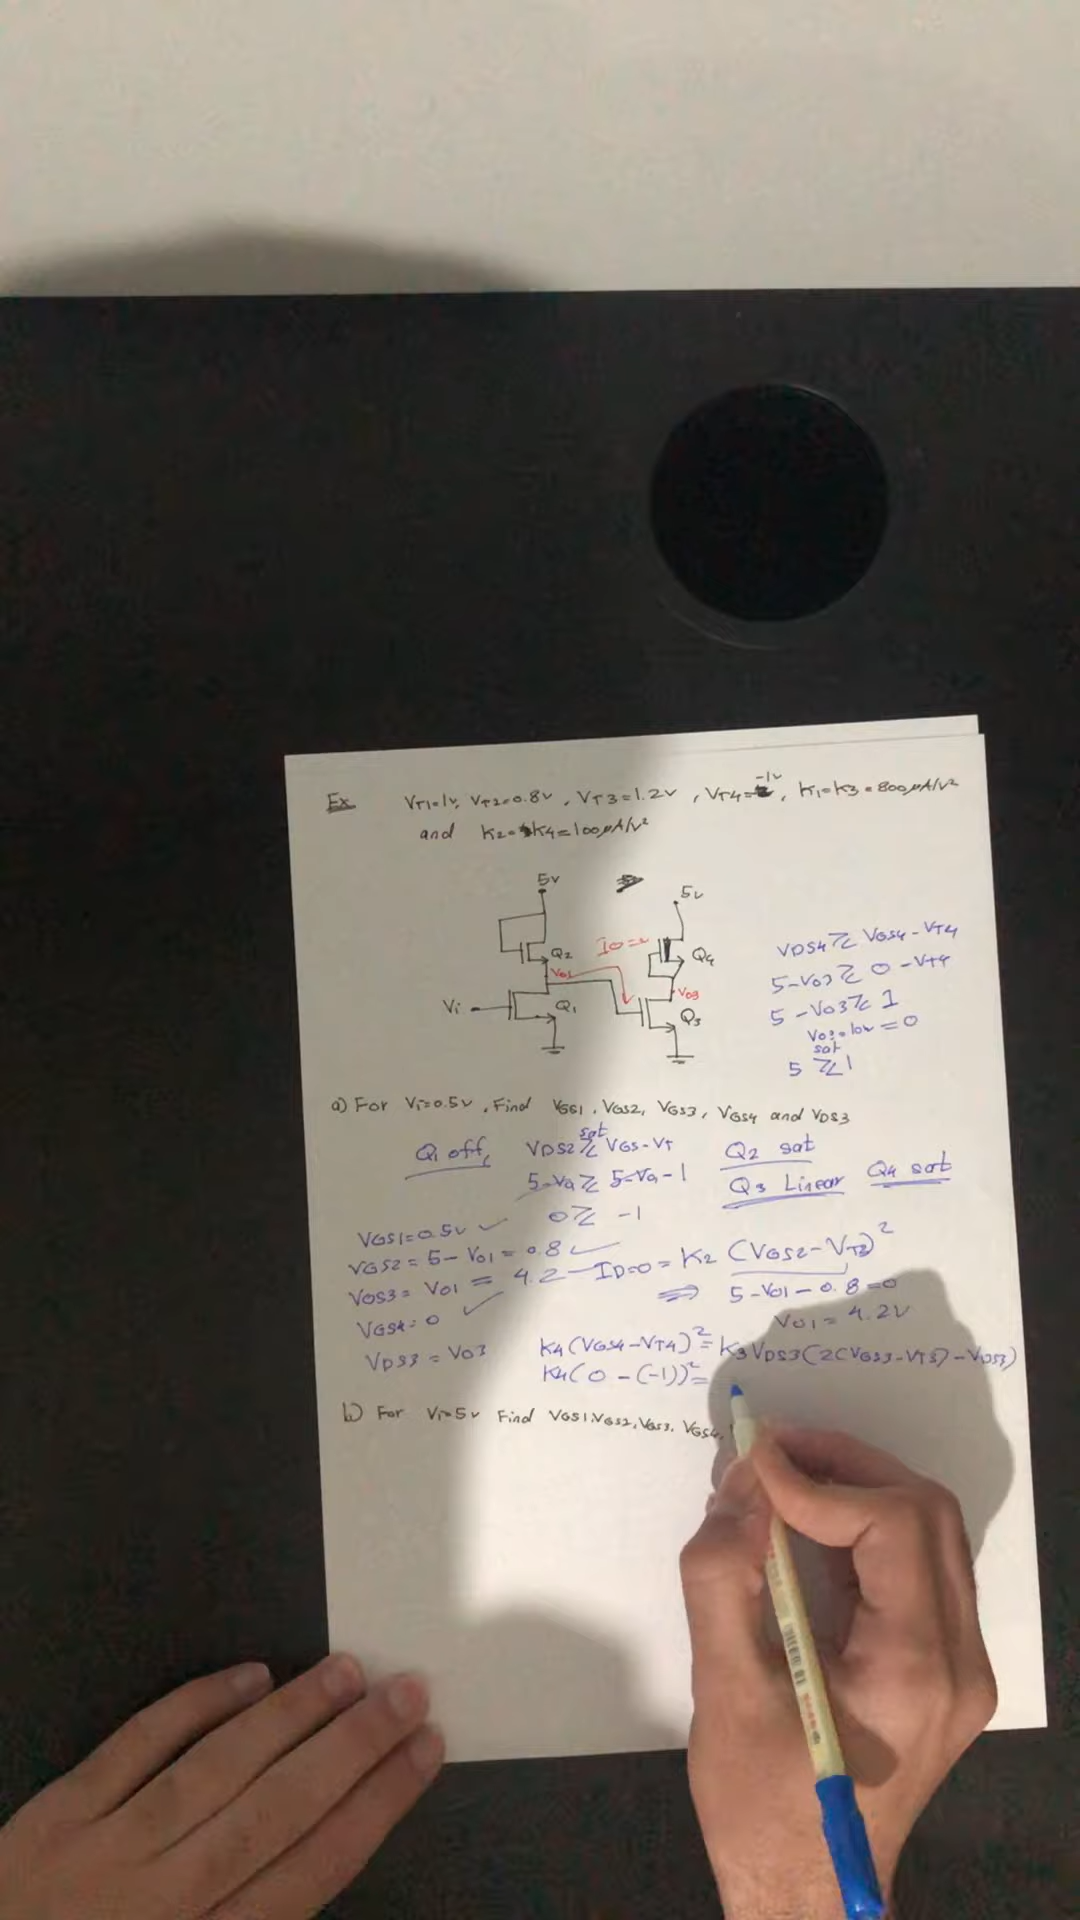 Ex VT1=1v, VT2=0.8v, VT3=1.2v, VT4= -1v, K1=K3=800μA/v²
and K2=K4=100μA/v²
5v
5v
Q2
ID=0
Q4
Vo1
Vo3
Vi
Q1
Q3
VDS4 ≥ VGS4-VT4
5-Vo3 ≥ 0-VT4
5-Vo3 ≥ 1
Vo3=low=0
sat
5 ≥ 1
a) For Vi=0.5v, Find VGS1, VGS2, VGS3, VGS4 and VDS3
Q1 off, VDS2 sat ≥ VGS-VT Q2 sat
5-Vo1 ≥ 5-Vo1-1 Q3 Linear Q4 sat
0 ≥ -1
VGS1=0.5v ✓
VGS2=5-Vo1=0.8 ✓ ID=0=K2(VGS2-VT2)²
VGS3=Vo1=4.2 ⇒ 5-Vo1-0.8=0
VGS4=0 ✓ Vo1=4.2V
VDS3=Vo3 K4(VGS4-VT4)²=K3VDS3(2(VGS3-VT3)-VDS3)
K4(0-(-1))²=
b) For Vi=5v Find VGS1, VGS2, VGS3, VGS4,